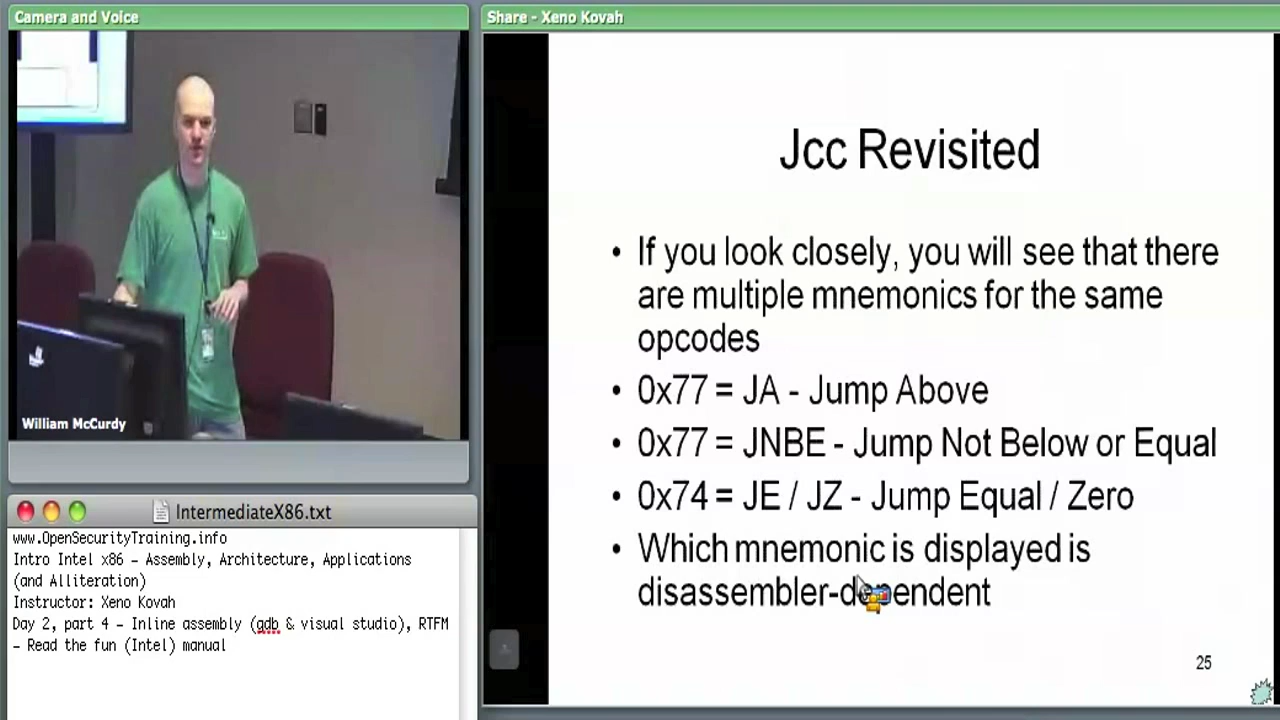 Camera and Voice
William McCurdy
IntermediateX86.txt
www.OpenSecurityTraining.info
Intro Intel x86 – Assembly, Architecture, Applications
(and Alliteration)
Instructor: Xeno Kovah
Day 2, part 4 – Inline assembly (gdb & visual studio), RTFM
– Read the fun (Intel) manual
Share - Xeno Kovah
Jcc Revisited
• If you look closely, you will see that there
are multiple mnemonics for the same
opcodes
• 0x77 = JA - Jump Above
• 0x77 = JNBE - Jump Not Below or Equal
• 0x74 = JE / JZ - Jump Equal / Zero
• Which mnemonic is displayed is
disassembler-dependent
25